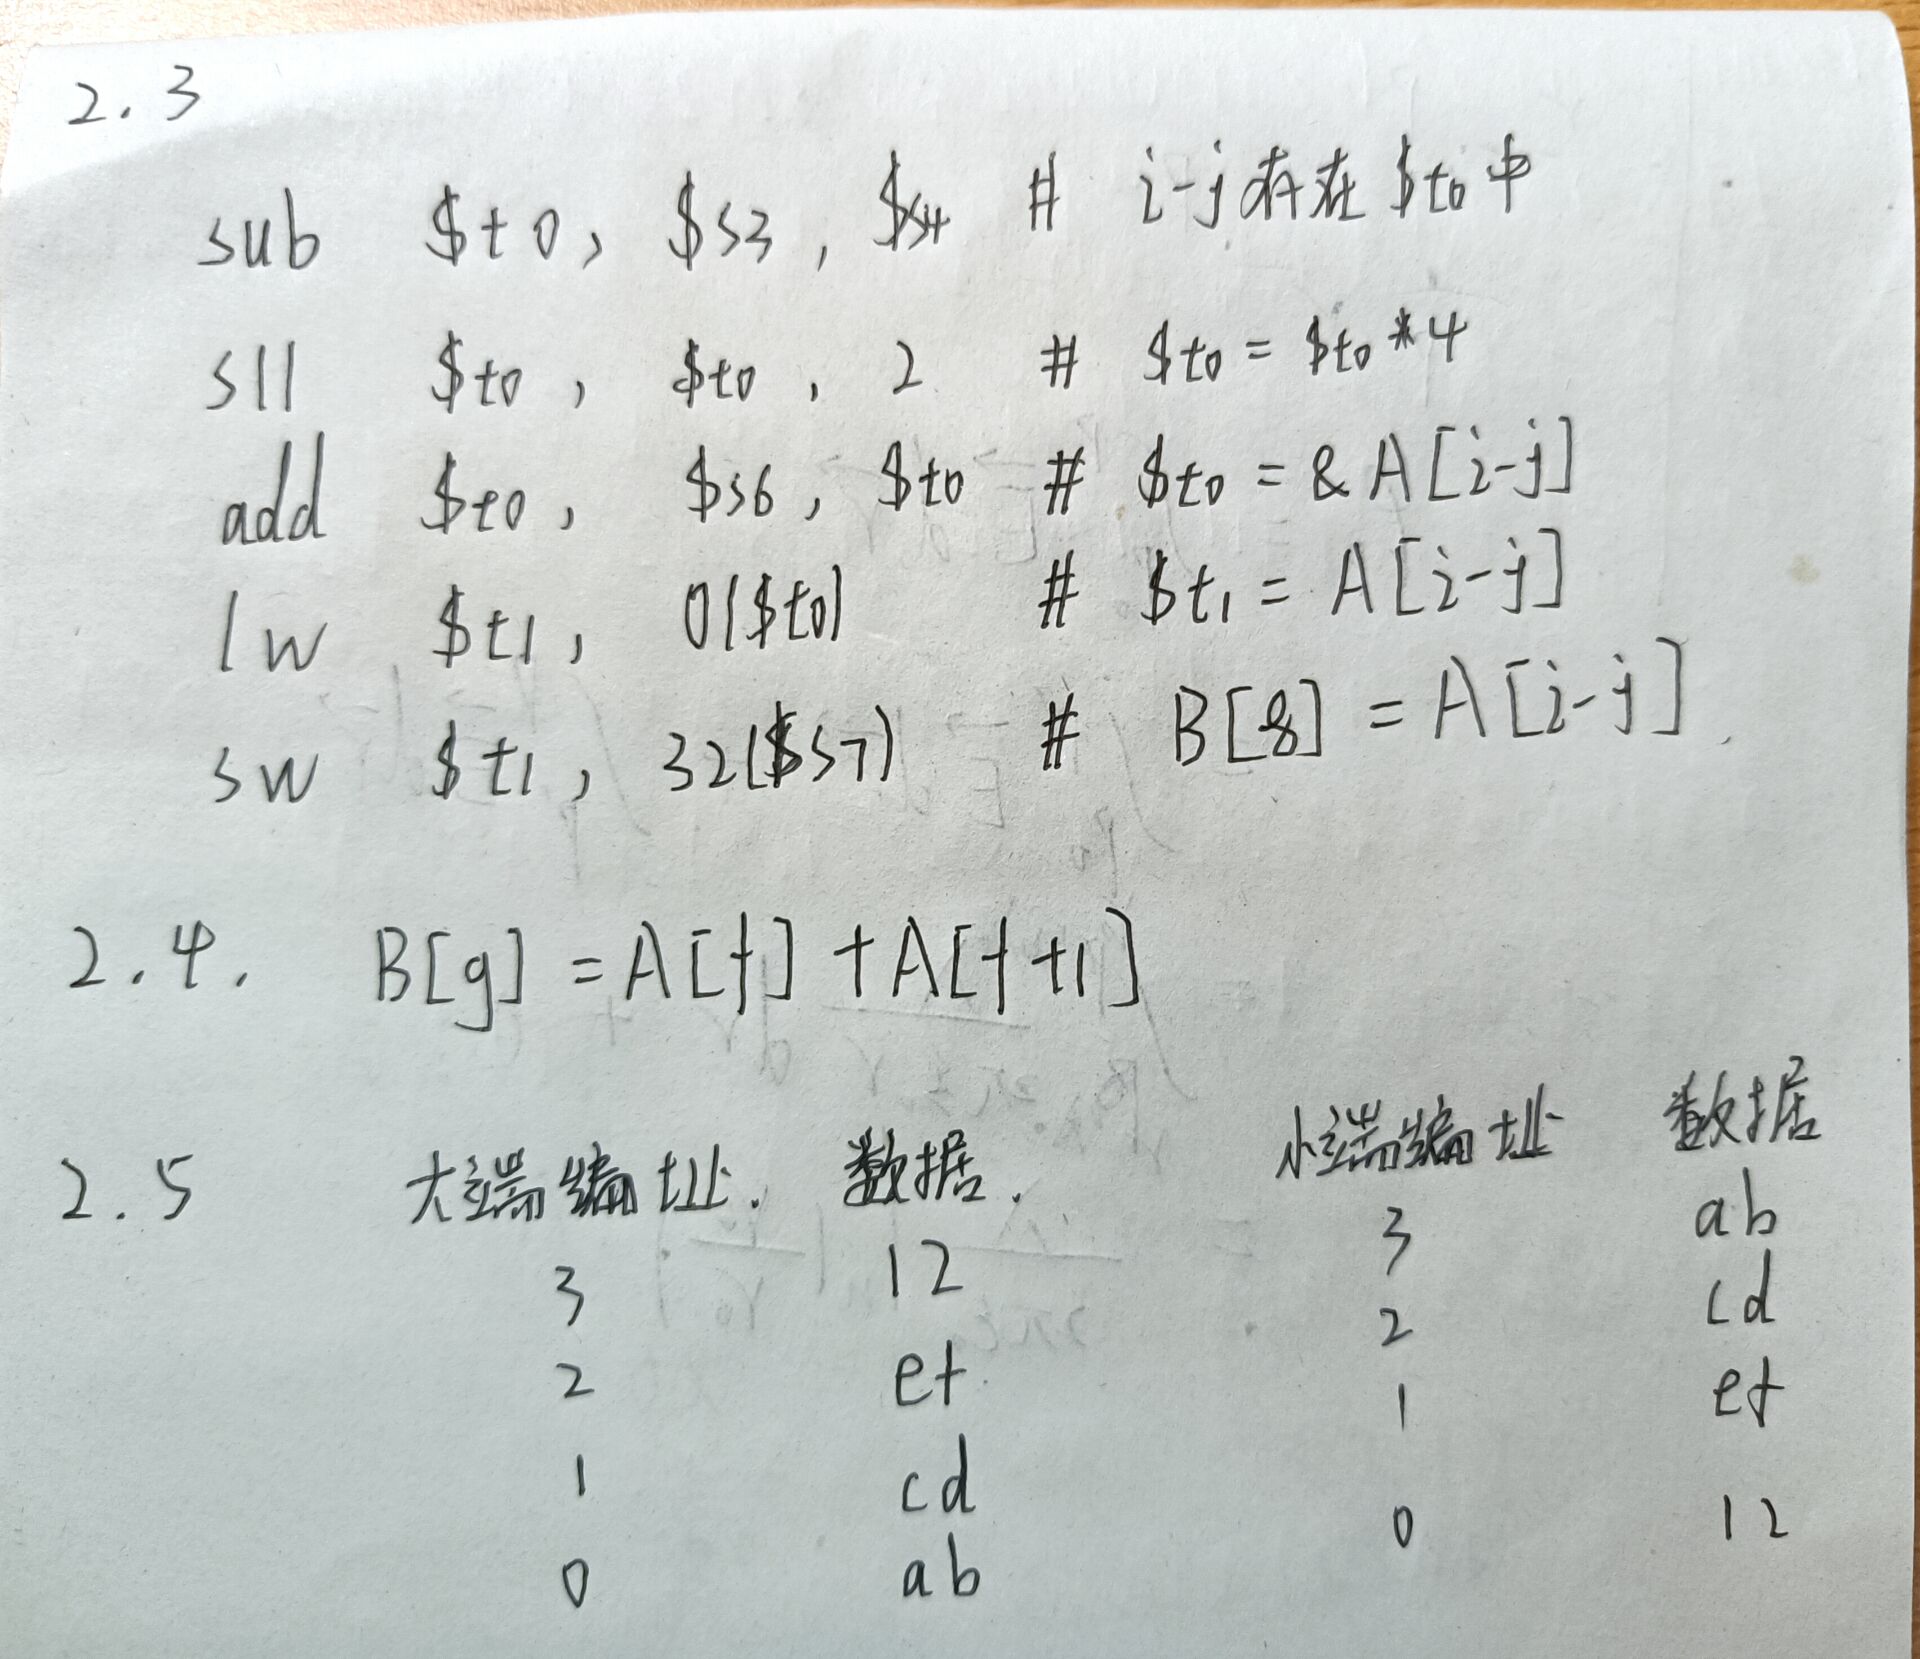 2.3
sub $t0, $s3, $s4 # i-j存在$t0中
sll $t0, $t0, 2 # $t0 = $t0*4
add $t0, $s6, $t0 # $t0 = &A[i-j]
lw $t1, 0($t0) # $t1 = A[i-j]
sw $t1, 32($s7) # B[8] = A[i-j]
2.4. B[g] = A[f] + A[f+1]
2.5 大端编址. 数据. 小端编址 数据
3 12 3 ab
2 ef 2 cd
1 cd 1 ef
0 ab 0 12